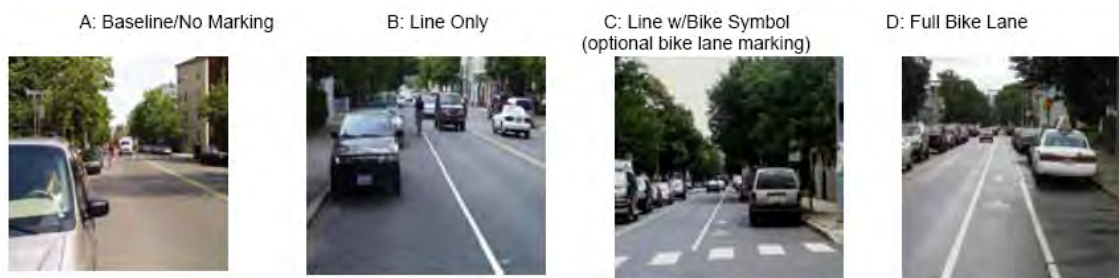 A: Baseline/No Marking
B: Line Only
C: Line w/Bike Symbol
(optional bike lane marking)
D: Full Bike Lane